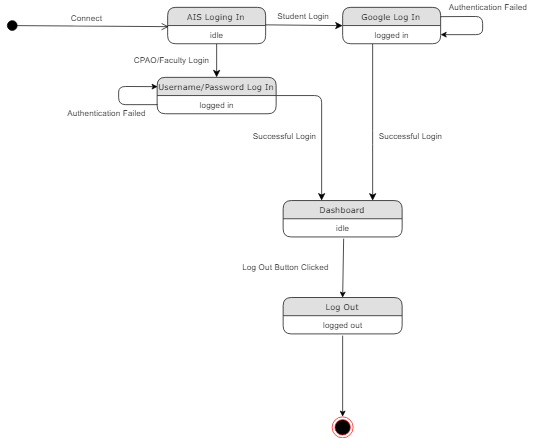 Connect
AIS Loging In
idle
Student Login
Google Log In
logged in
Authentication Failed
CPAO/Faculty Login
Username/Password Log In
logged in
Authentication Failed
Successful Login
Successful Login
Dashboard
idle
Log Out Button Clicked
Log Out
logged out